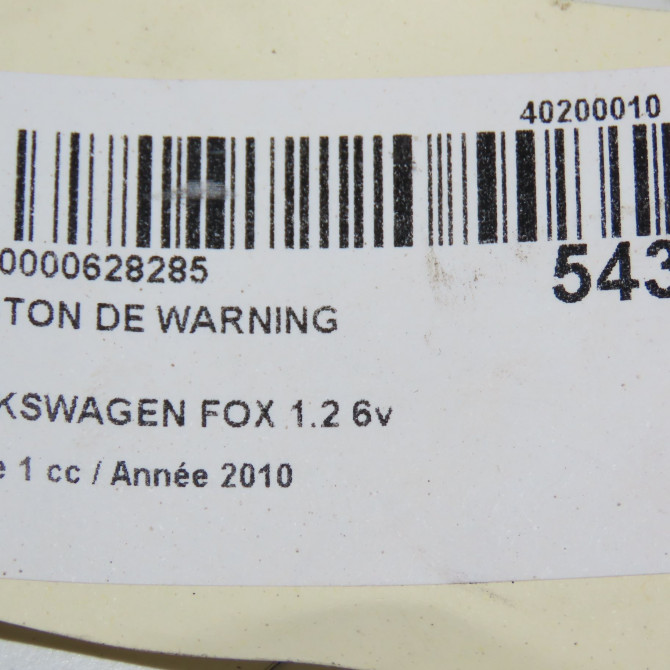 40200010
0000628285
543
TON DE WARNING
KSWAGEN FOX 1.2 6v
e 1 cc / Année 2010